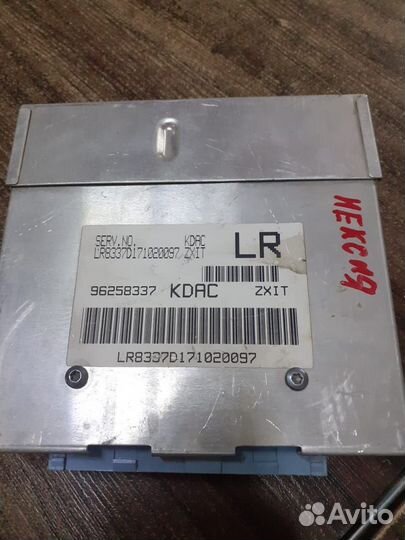 SERV.NO. KDAC
LR8337D171020097 ZXIT
LR
96258337 KDAC ZXIT
LR8337D171020097
НЕКСИЯ
Avito